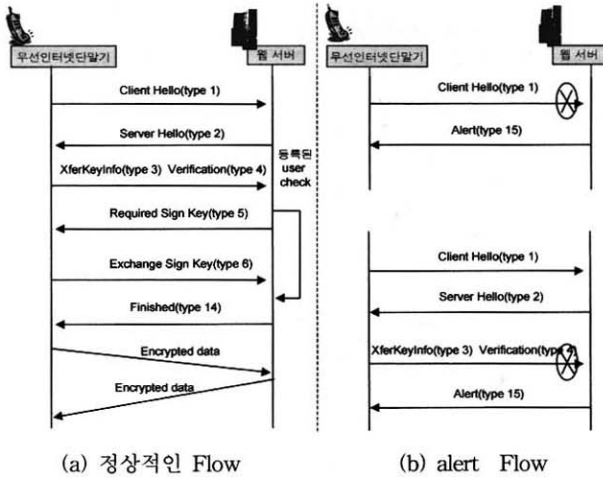 무선인터넷단말기
웹 서버
Client Hello(type 1)
Server Hello(type 2)
XferKeyInfo(type 3) Verification(type 4)
등록된
user
check
Required Sign Key(type 5)
Exchange Sign Key(type 6)
Finished(type 14)
Encrypted data
Encrypted data
(a) 정상적인 Flow
무선인터넷단말기
웹 서버
Client Hello(type 1)
Alert(type 15)
Client Hello(type 1)
Server Hello(type 2)
XferKeyInfo(type 3) Verification(type 4)
Alert(type 15)
(b) alert Flow